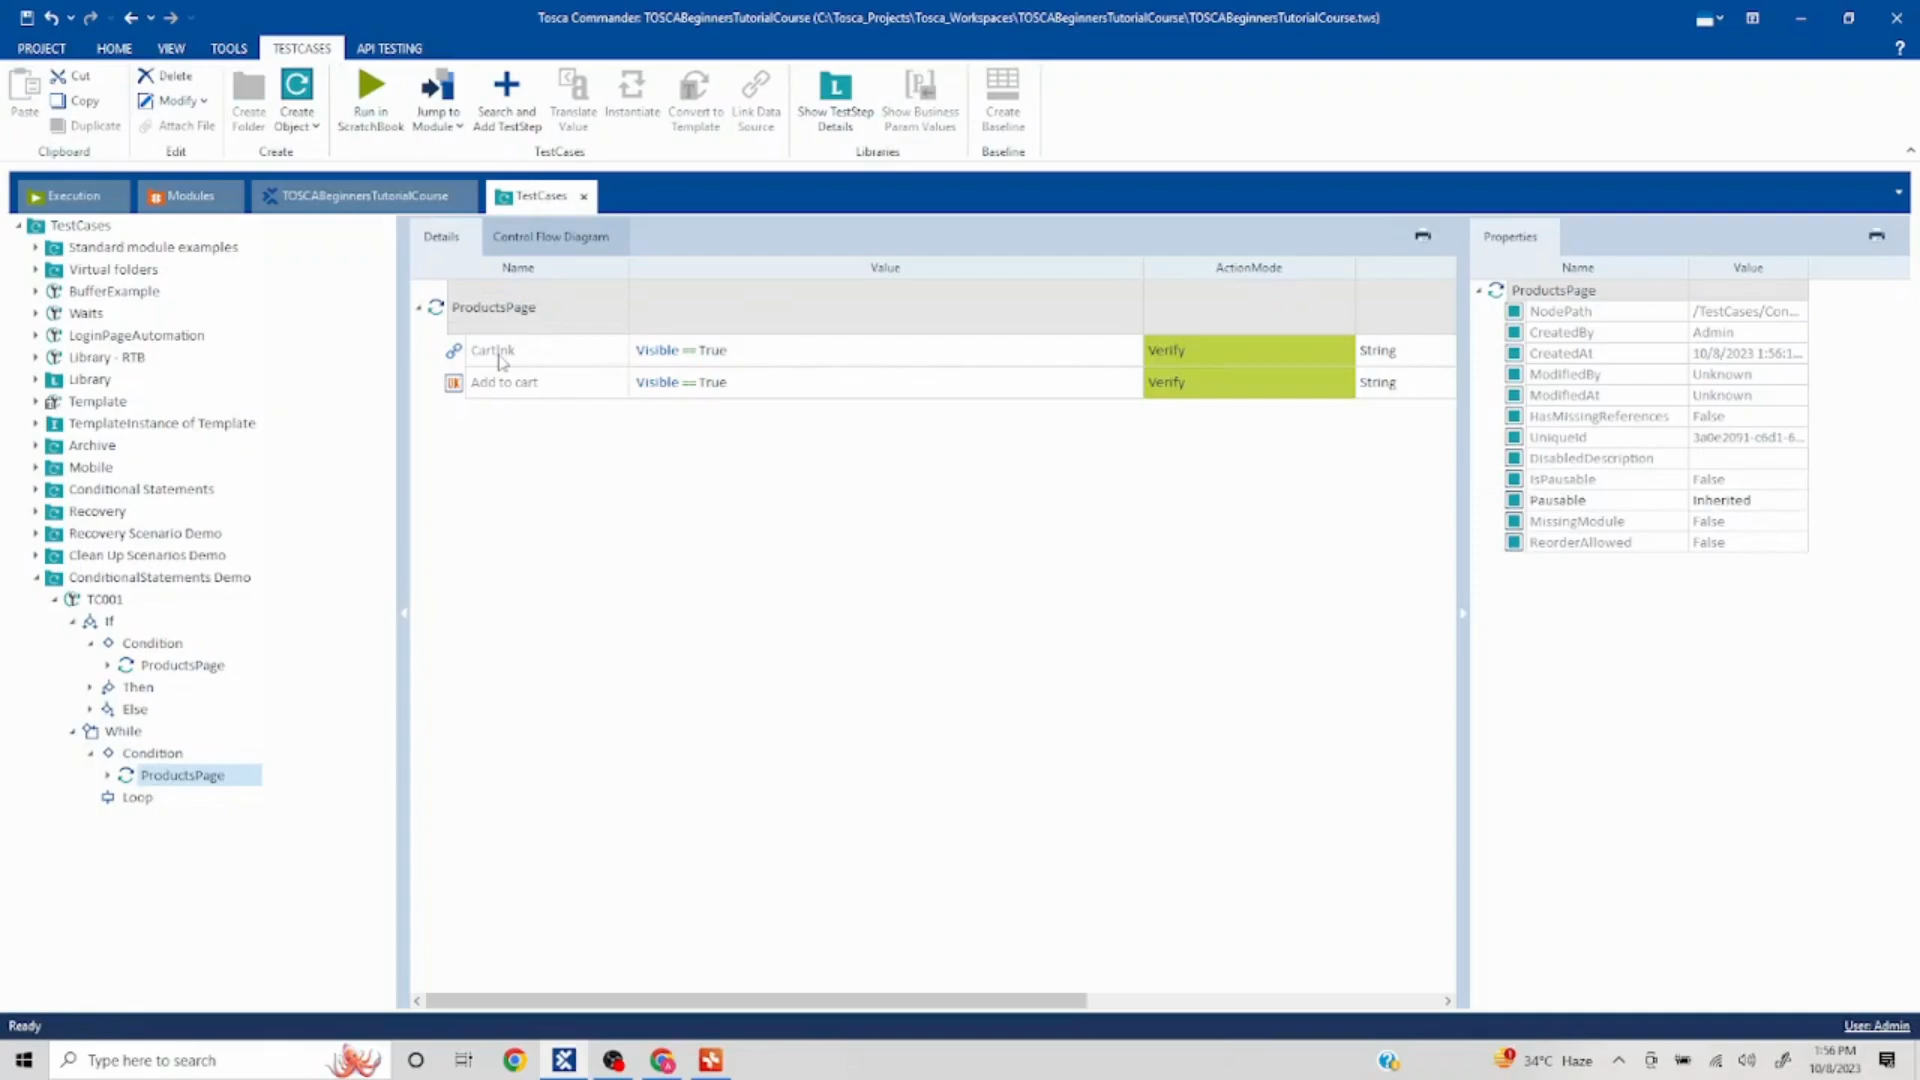 Tosca Commander: TOSCABeginnersTutorialCourse (C:\Tosca_Projects\Tosca_Workspaces\TOSCABeginnersTutorialCourse\TOSCABeginnersTutorialCourse.tws)
PROJECT HOME VIEW TOOLS TESTCASES API TESTING ?
Paste
Cut
Copy
Duplicate
Clipboard
Delete
Modify
Attach File
Edit
Create Folder
Create Object
Create
Run in ScratchBook
Jump to Module
Search and Add TestStep
Translate Value
Instantiate
Convert to Template
Link Data Source
TestCases
Show TestStep Details
Show Business Param Values
Libraries
Create Baseline
Baseline
Execution Modules TOSCABeginnersTutorialCourse TestCases
TestCases
Standard module examples
Virtual folders
BufferExample
Waits
LoginPageAutomation
Library - RTB
Library
Template
TemplateInstance of Template
Archive
Mobile
Conditional Statements
Recovery
Recovery Scenario Demo
Clean Up Scenarios Demo
ConditionalStatements Demo
TC001
If
Condition
ProductsPage
Then
Else
While
Condition
ProductsPage
Loop
Details Control Flow Diagram
Name Value ActionMode
ProductsPage
Visible == True Verify String
Add to cart Visible == True Verify String
Properties
Name Value
ProductsPage
NodePath /TestCases/Con...
CreatedBy Admin
CreatedAt 10/8/2023 1:56:1...
ModifiedBy Unknown
ModifiedAt Unknown
HasMissingReferences False
UniqueId 3a0e2091-c6d1-6...
DisabledDescription
IsPausable False
Pausable Inherited
MissingModule False
ReorderAllowed False
Ready User: Admin
Type here to search
34°C Haze
1:56 PM
10/8/2023